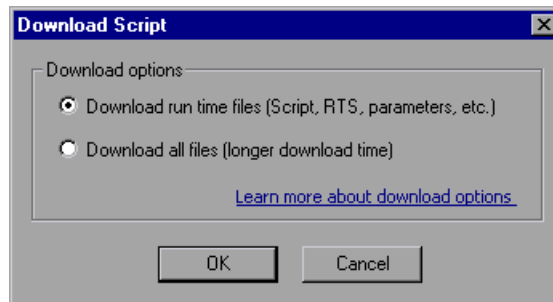 Download Script
Download options
Download run time files (Script, RTS, parameters, etc.)
Download all files (longer download time)
Learn more about download options
OK
Cancel